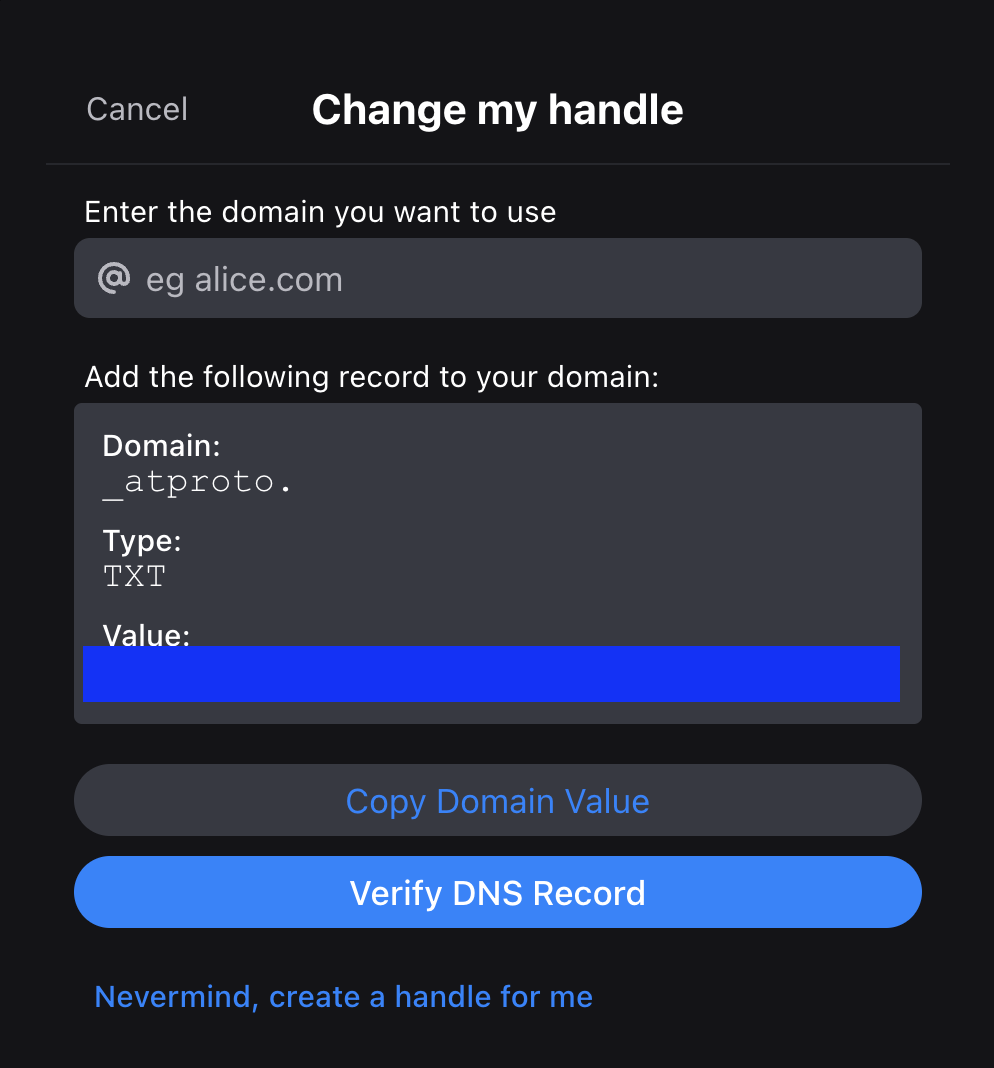 Cancel
Change my handle
Enter the domain you want to use
@ eg alice.com
Add the following record to your domain:
Domain:
_atproto.
Type:
TXT
Value:
Copy Domain Value
Verify DNS Record
Nevermind, create a handle for me